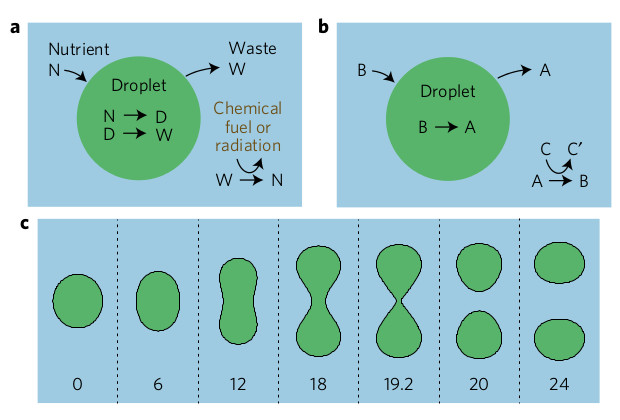 a
Nutrient
N
Waste
W
Droplet
N → D
D → W
Chemical
fuel or
radiation
W → N
b
B
A
Droplet
B → A
C C′
A → B
c
0 6 12 18 19.2 20 24